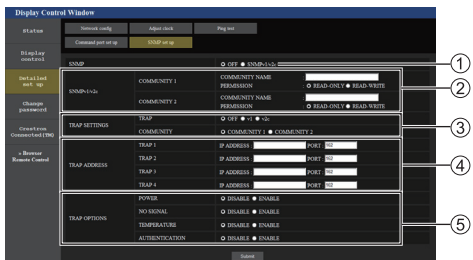 Display Control Window
Status
Network config
Adjust clock
Ping test
Command port set up
SNMP set up
Display control
Detailed set up
Change password
Crestron Connected(TM)
» Browser Remote Control
SNMP OFF SNMPv1/v2c ①
SNMPv1/v2c COMMUNITY 1 COMMUNITY NAME : ②
PERMISSION : READ-ONLY READ-WRITE
COMMUNITY 2 COMMUNITY NAME :
PERMISSION : READ-ONLY READ-WRITE
TRAP SETTINGS TRAP OFF v1 v2c ③
COMMUNITY COMMUNITY 1 COMMUNITY 2
TRAP ADDRESS TRAP 1 IP ADDRESS : PORT : 162 ④
TRAP 2 IP ADDRESS : PORT : 162
TRAP 3 IP ADDRESS : PORT : 162
TRAP 4 IP ADDRESS : PORT : 162
TRAP OPTIONS POWER DISABLE ENABLE ⑤
NO SIGNAL DISABLE ENABLE
TEMPERATURE DISABLE ENABLE
AUTHENTICATION DISABLE ENABLE
Submit